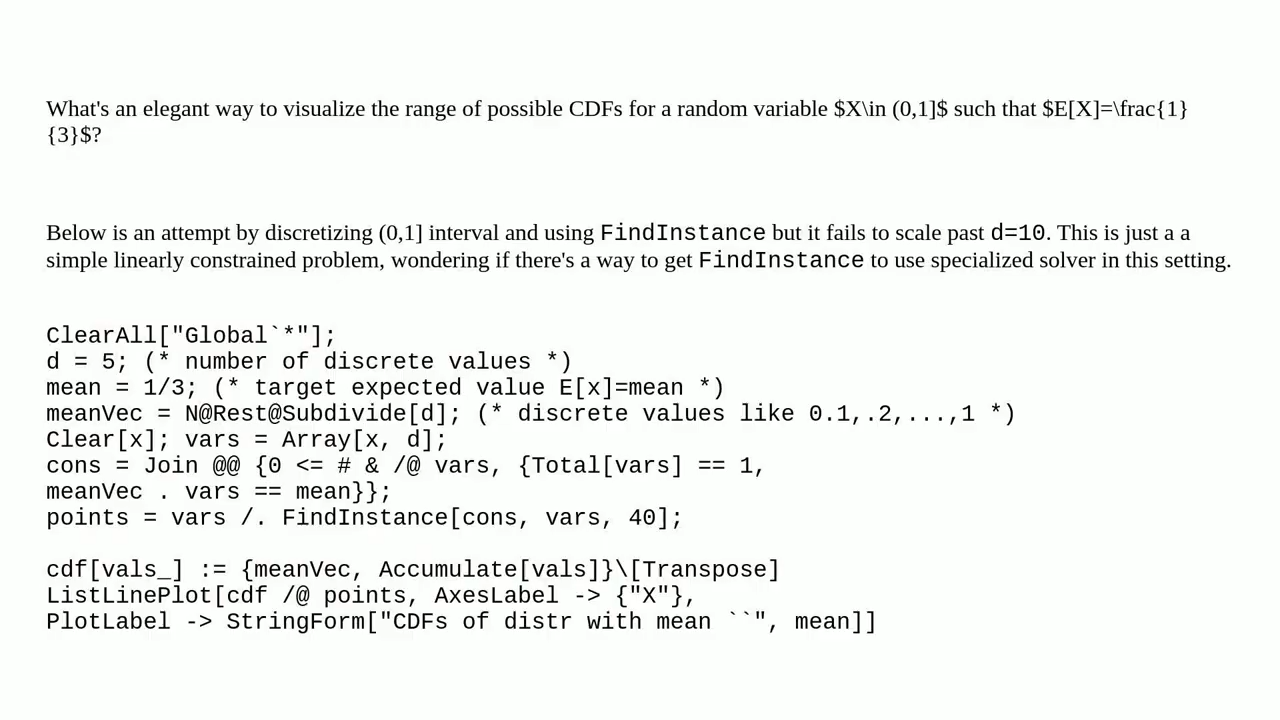 What's an elegant way to visualize the range of possible CDFs for a random variable $X\in (0,1]$ such that $E[X]=\frac{1}
{3}$?
Below is an attempt by discretizing (0,1] interval and using FindInstance but it fails to scale past d=10. This is just a a
simple linearly constrained problem, wondering if there's a way to get FindInstance to use specialized solver in this setting.
ClearAll["Global`*"];
d = 5; (* number of discrete values *)
mean = 1/3; (* target expected value E[x]=mean *)
meanVec = N@Rest@Subdivide[d]; (* discrete values like 0.1,.2,...,1 *)
Clear[x]; vars = Array[x, d];
cons = Join @@ {0 <= # & /@ vars, {Total[vars] == 1,
meanVec . vars == mean}};
points = vars /. FindInstance[cons, vars, 40];
cdf[vals_] := {meanVec, Accumulate[vals]}\[Transpose]
ListLinePlot[cdf /@ points, AxesLabel -> {"X"},
PlotLabel -> StringForm["CDFs of distr with mean ``", mean]]